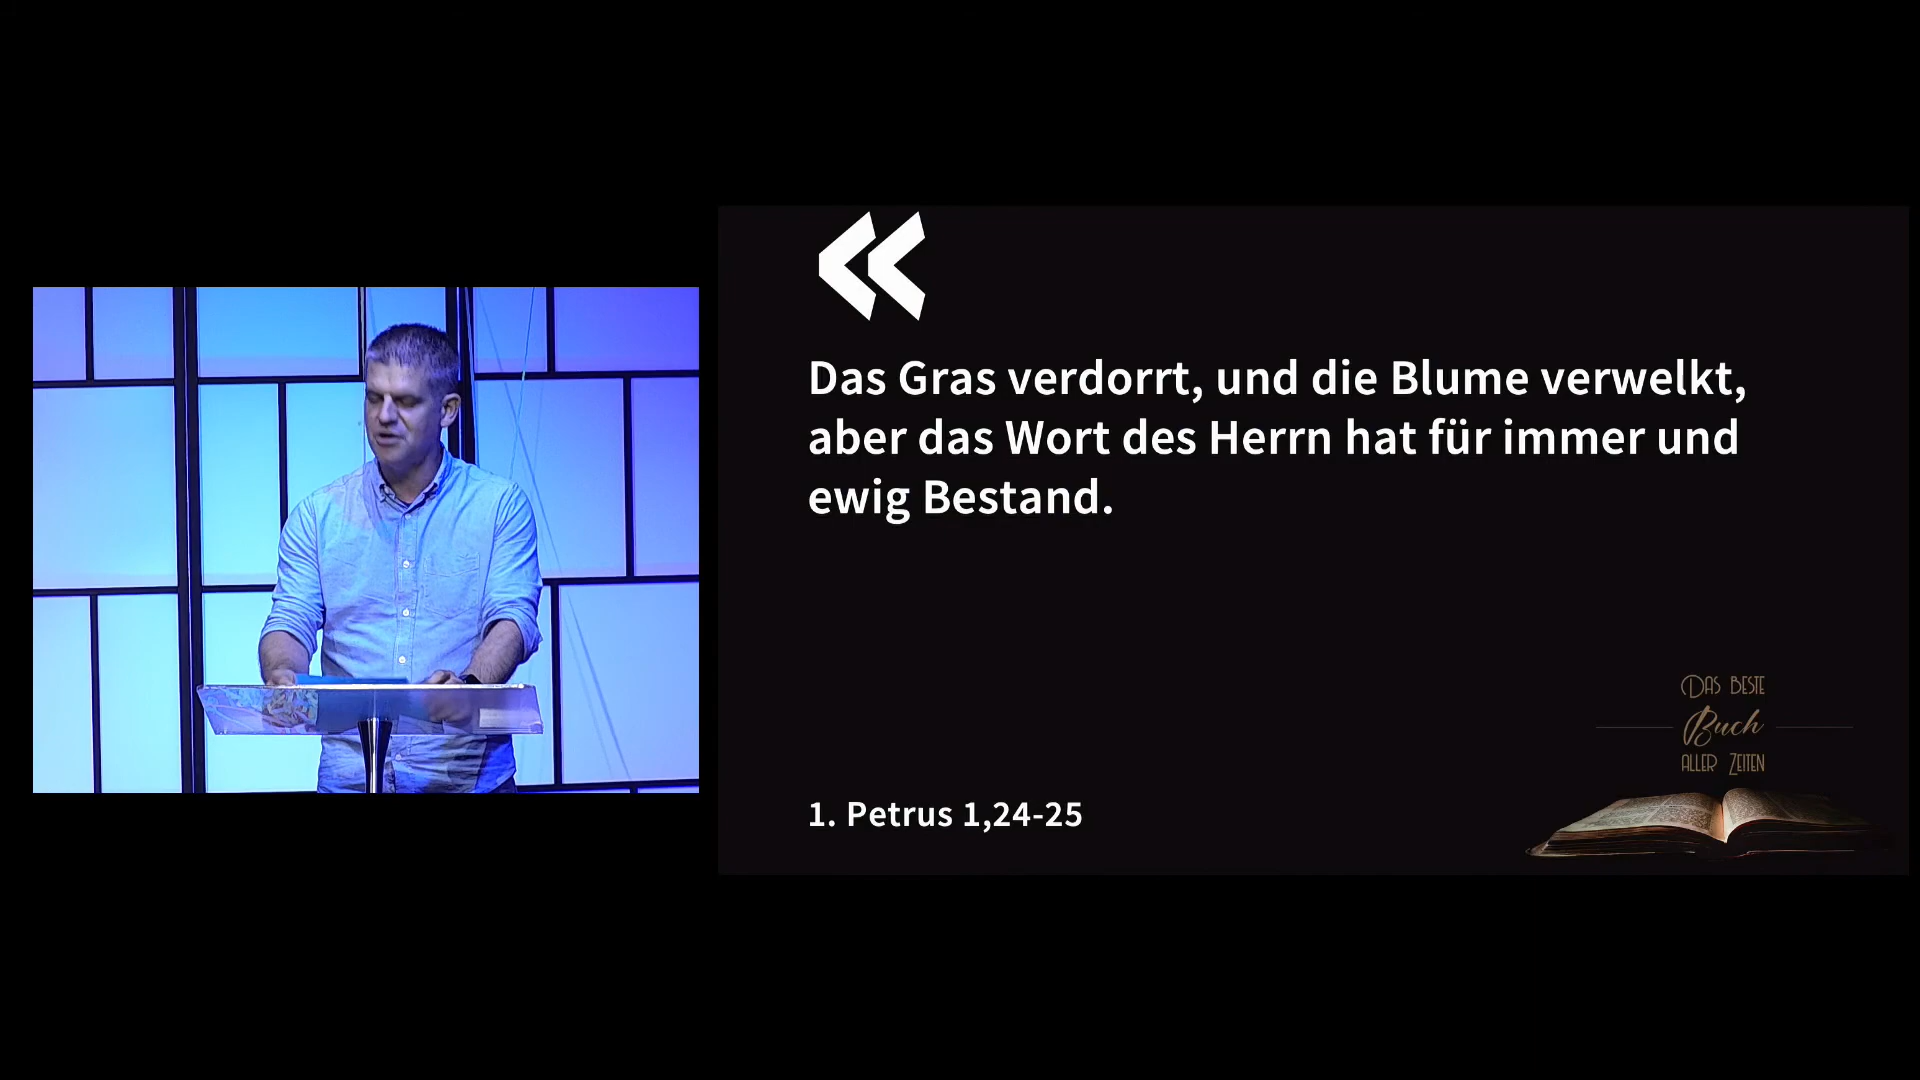 «
Das Gras verdorrt, und die Blume verwelkt,
aber das Wort des Herrn hat für immer und
ewig Bestand.
1. Petrus 1,24-25
DAS BESTE
Buch
ALLER ZEITEN